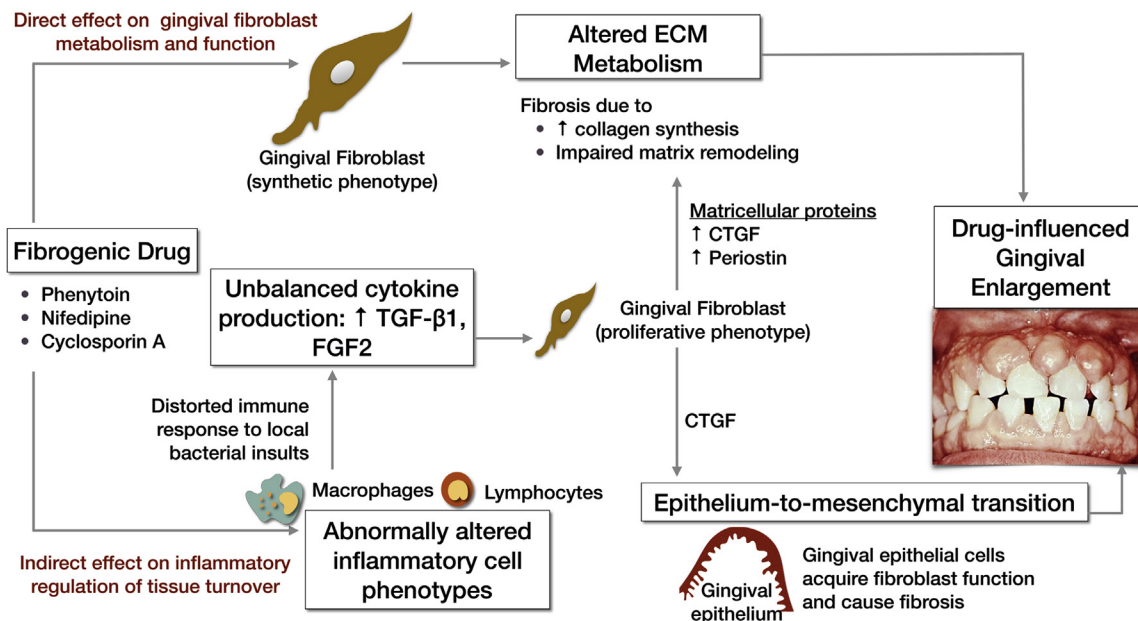 Direct effect on gingival fibroblast
metabolism and function
Gingival Fibroblast
(synthetic phenotype)
Altered ECM
Metabolism
Fibrosis due to
• ↑ collagen synthesis
• Impaired matrix remodeling
Matricellular proteins
↑ CTGF
↑ Periostin
Drug-influenced
Gingival
Enlargement
Fibrogenic Drug
• Phenytoin
• Nifedipine
• Cyclosporin A
Unbalanced cytokine
production: ↑ TGF-β1,
FGF2
Gingival Fibroblast
(proliferative phenotype)
Distorted immune
response to local
bacterial insults
CTGF
Macrophages
Lymphocytes
Abnormally altered
inflammatory cell
phenotypes
Indirect effect on inflammatory
regulation of tissue turnover
Epithelium-to-mesenchymal transition
Gingival
epithelium
Gingival epithelial cells
acquire fibroblast function
and cause fibrosis